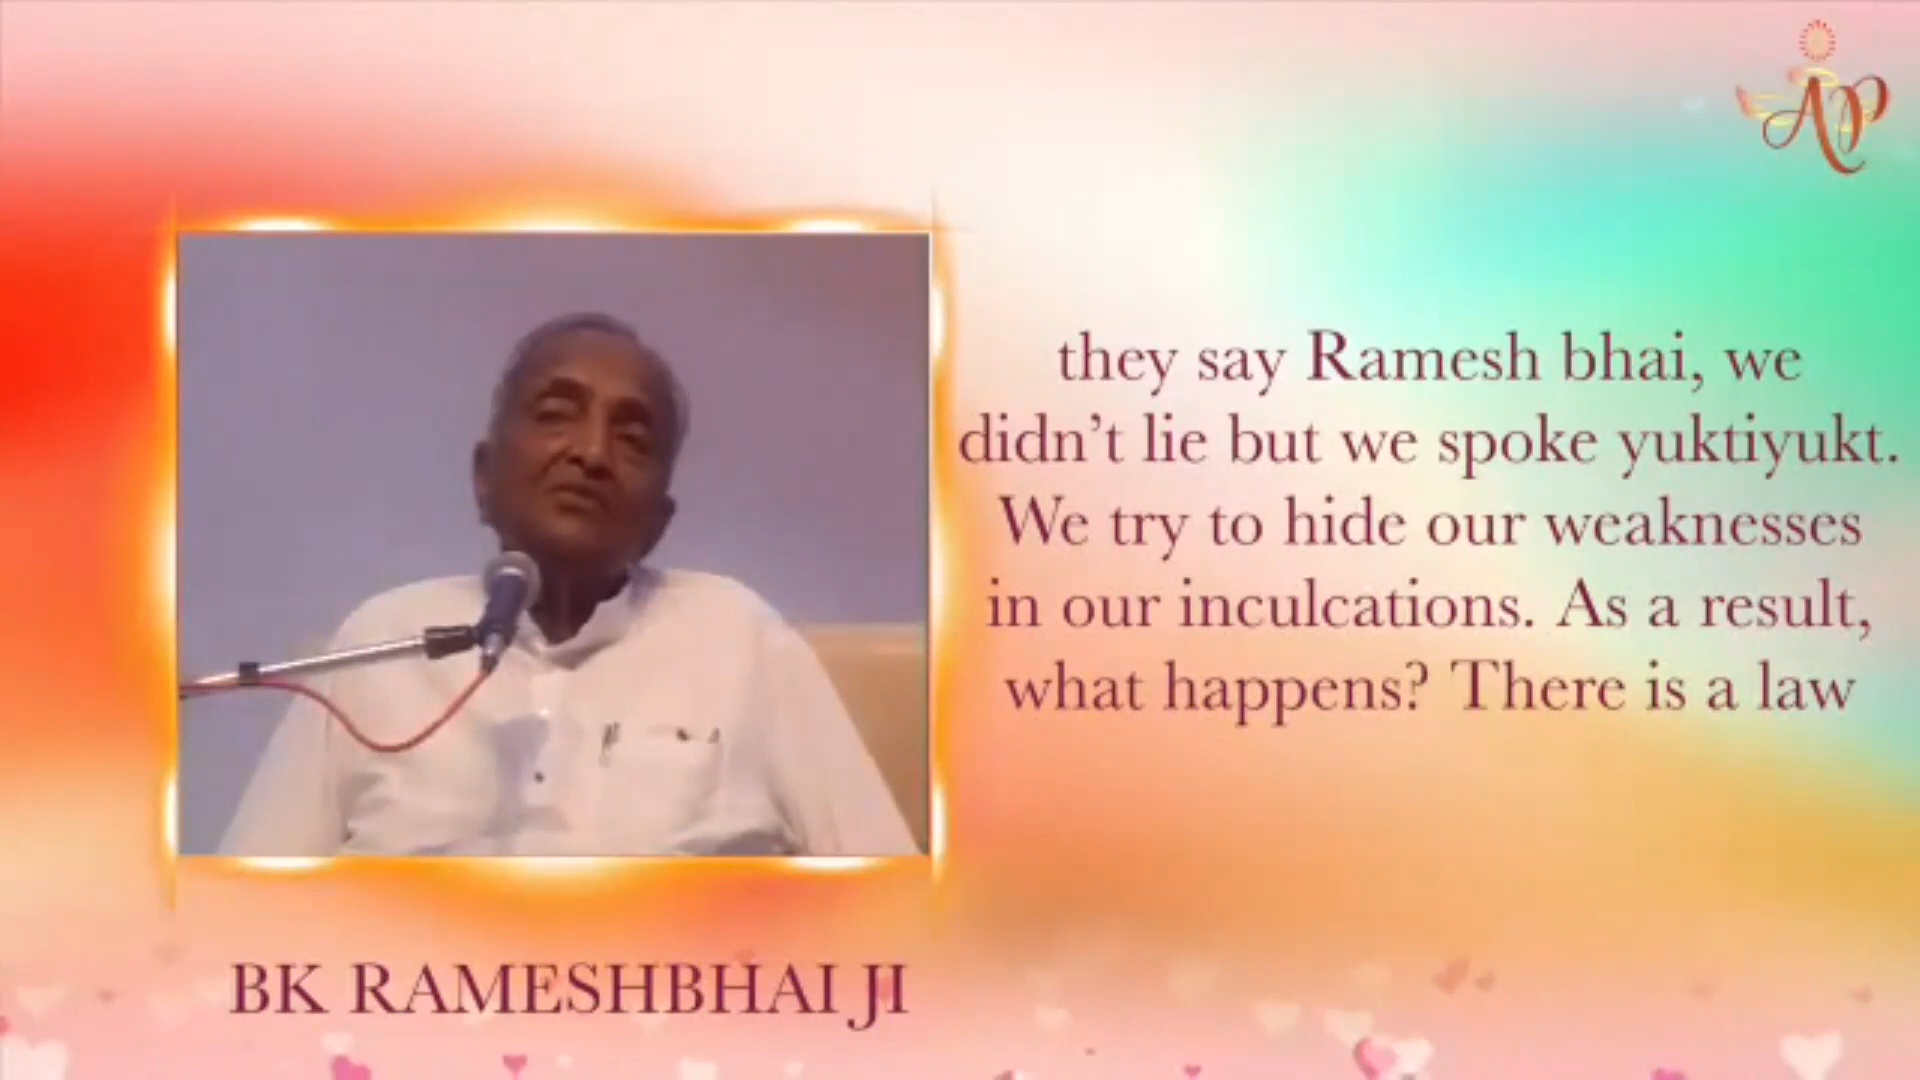 AP
they say Ramesh bhai, we
didn't lie but we spoke yuktiyukt.
We try to hide our weaknesses
in our inculcations. As a result,
what happens? There is a law
BK RAMESHBHAI JI